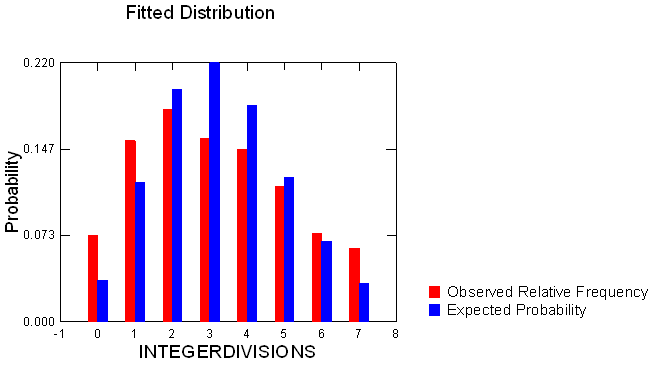 Fitted Distribution
0.220
0.147
0.073
0.000
Probability
-1 0 1 2 3 4 5 6 7 8
INTEGERDIVISIONS
Observed Relative Frequency
Expected Probability